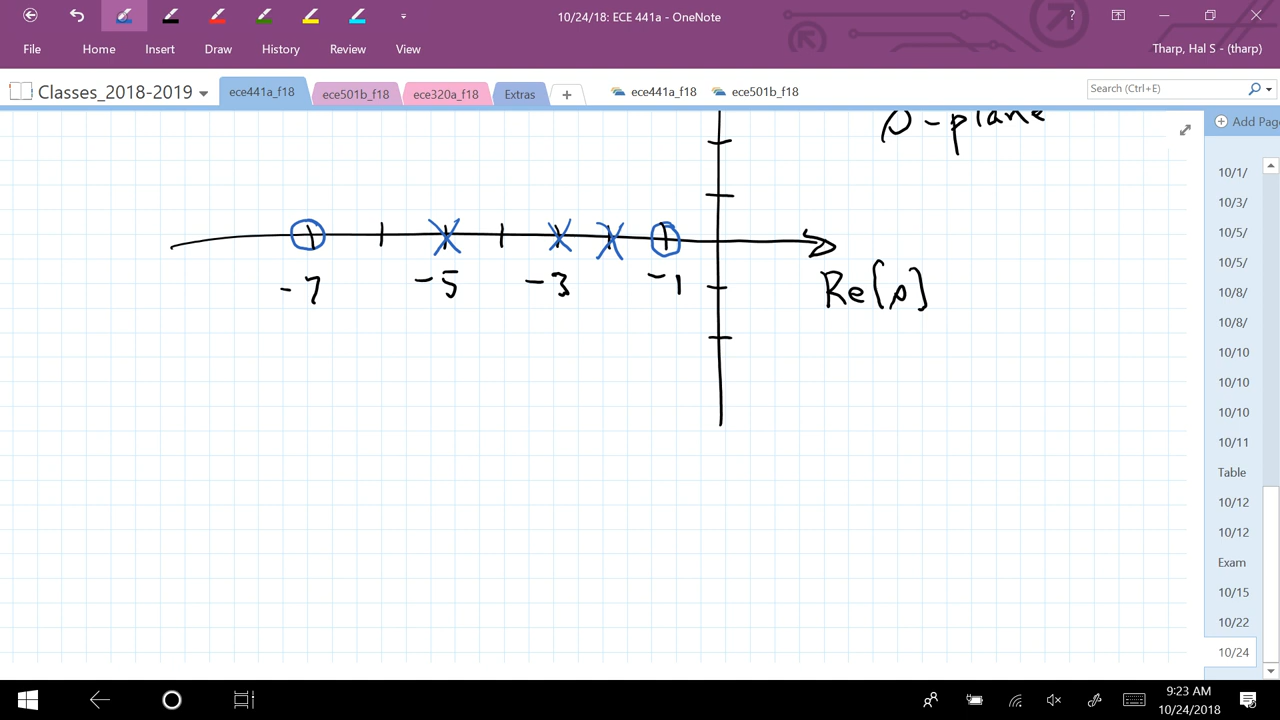 10/24/18: ECE 441a - OneNote
?
File Home Insert Draw History Review View
Tharp, Hal S - (tharp)
Classes_2018-2019
ece441a_f18
ece501b_f18
ece320a_f18
Extras
ece441a_f18
ece501b_f18
Search (Ctrl+E)
Add Page
s-plane
-7 -5 -3 -1
Re[s]
10/1/
10/3/
10/5/
10/5/
10/8/
10/8/
10/10
10/10
10/10
10/11
Table
10/12
10/12
Exam
10/15
10/22
10/24
9:23 AM
10/24/2018